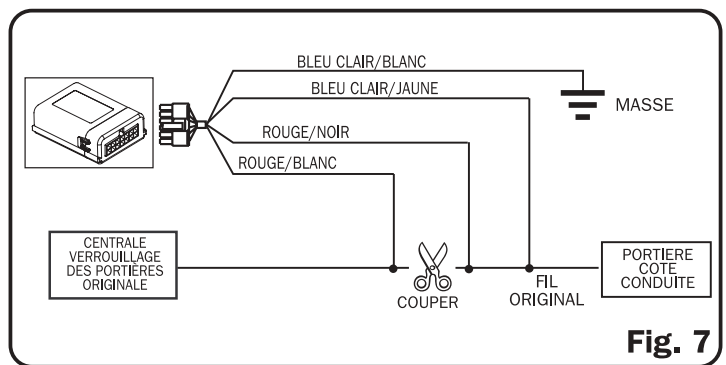 BLEU CLAIR/BLANC
BLEU CLAIR/JAUNE
MASSE
ROUGE/NOIR
ROUGE/BLANC
CENTRALE
VERROUILLAGE
DES PORTIÈRES
ORIGINALE
COUPER
FIL
ORIGINAL
PORTIERE
COTE
CONDUITE
Fig. 7